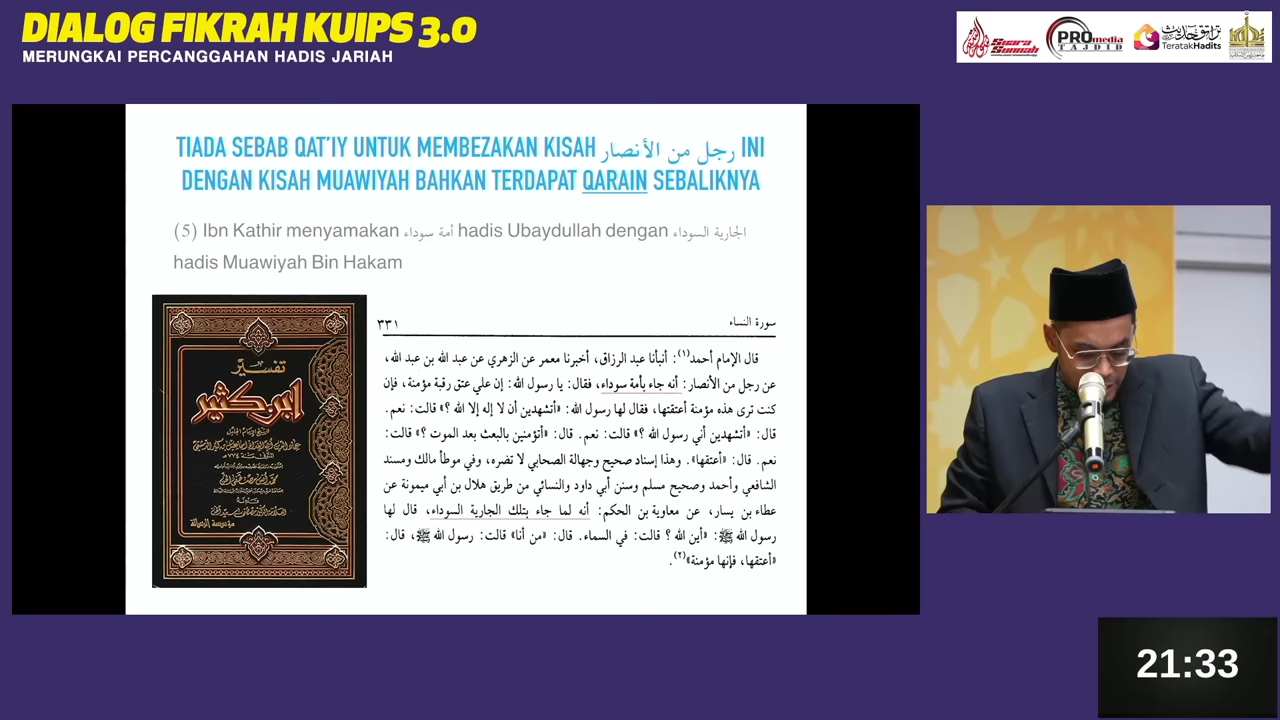 DIALOG FIKRAH KUIPS 3.0
MERUNGKAI PERCANGGAHAN HADIS JARIAH
Suara Sunnah
PROmedia
TAJDID
TeratakHadits
TIADA SEBAB QAT'IY UNTUK MEMBEZAKAN KISAH رجل من الأنصار INI
DENGAN KISAH MUAWIYAH BAHKAN TERDAPAT QARAIN SEBALIKNYA
(5) Ibn Kathir menyamakan أمة سوداء hadis Ubaydullah dengan الجارية السوداء
hadis Muawiyah Bin Hakam
سورة النساء ٣٣١
قال الإمام أحمد(١): أنبأنا عبد الرزاق، أخبرنا معمر عن الزهري عن عبد الله بن عبد الله،
عن رجل من الأنصار: أنه جاء بأمة سوداء، فقال: يا رسول الله: إن علي عتق رقبة مؤمنة، فإن
كنت ترى هذه مؤمنة أعتقتها، فقال لها رسول الله: «أتشهدين أن لا إله إلا الله ؟» قالت: نعم.
قال: «أتشهدين أني رسول الله ؟» قالت: نعم. قال: «أتؤمنين بالبعث بعد الموت ؟» قالت:
نعم. قال: «أعتقها». وهذا إسناد صحيح وجهالة الصحابي لا تضره، وفي موطأ مالك ومسند
الشافعي وأحمد وصحيح مسلم وسنن أبي داود والنسائي من طريق هلال بن أبي ميمونة عن
عطاء بن يسار، عن معاوية بن الحكم: أنه لما جاء بتلك الجارية السوداء، قال لها
رسول الله ﷺ: «أين الله ؟ قالت: في السماء. قال: «من أنا» قالت: رسول الله ﷺ، قال:
«أعتقها، فإنها مؤمنة»(٢).
تفسير
ابن كثير
مؤسسة الرسالة
21:33